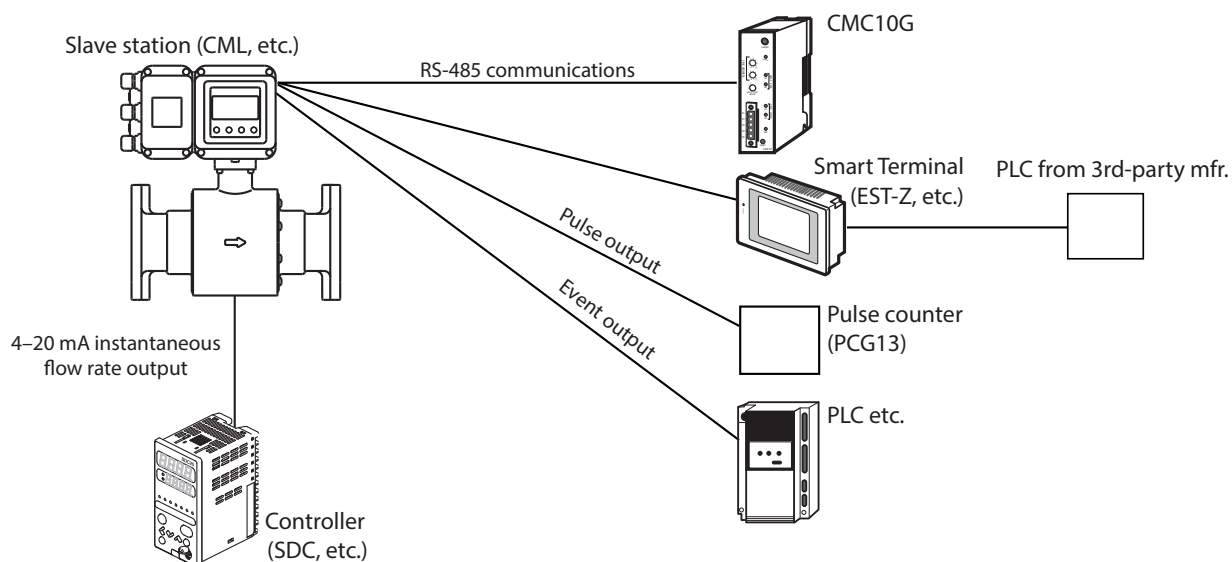 CMC10G
Slave station (CML, etc.)
RS-485 communications
Smart Terminal
(EST-Z, etc.)
PLC from 3rd-party mfr.
Pulse output
Event output
Pulse counter
(PCG13)
4–20 mA instantaneous
flow rate output
PLC etc.
Controller
(SDC, etc.)